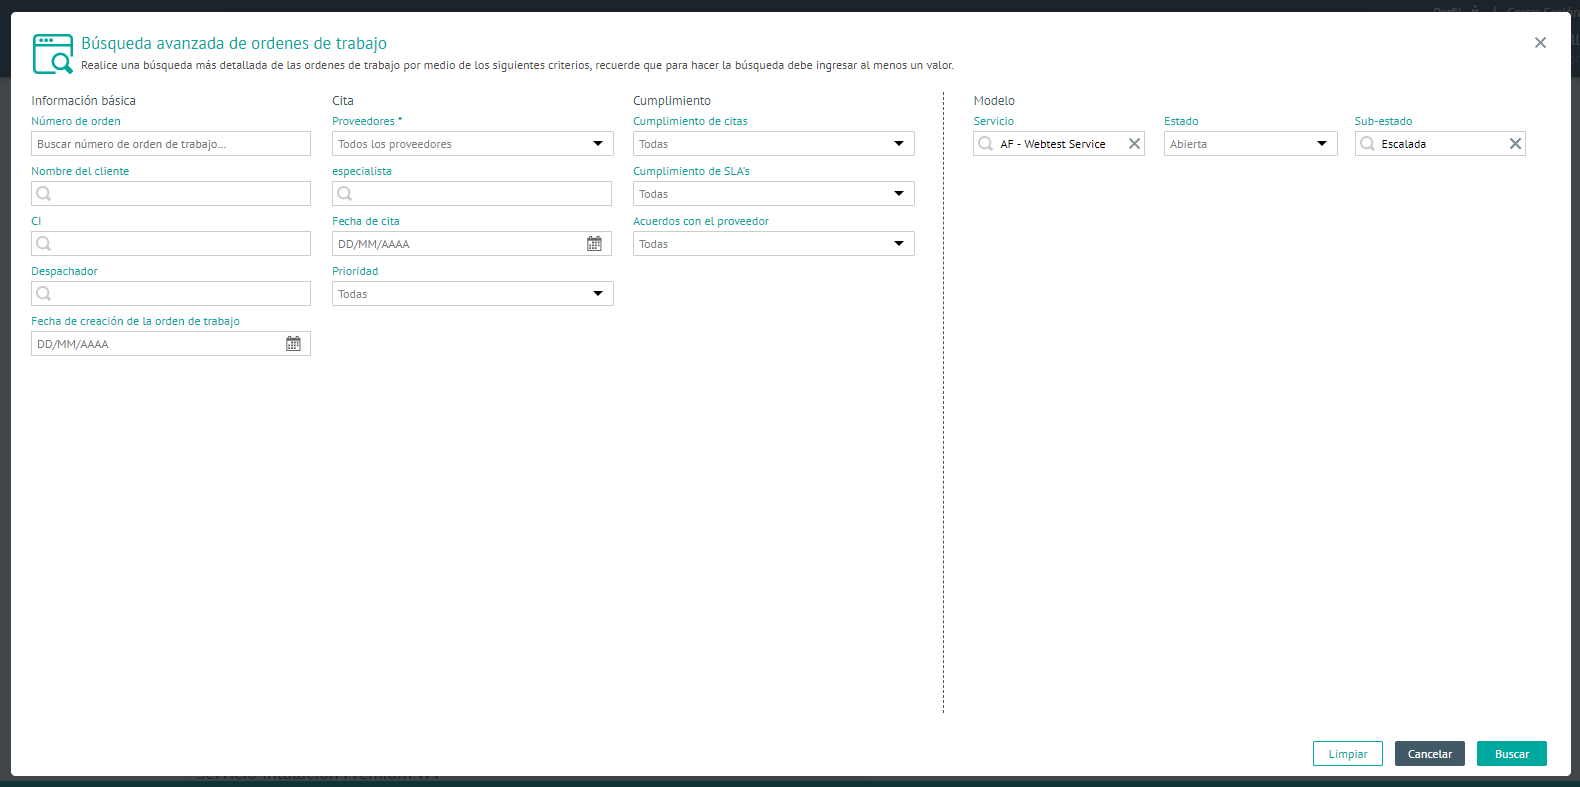 Perfil | Cerrar Sesión
Búsqueda avanzada de ordenes de trabajo
Realice una búsqueda más detallada de las ordenes de trabajo por medio de los siguientes criterios, recuerde que para hacer la búsqueda debe ingresar al menos un valor.
Información básica
Número de orden
Buscar número de orden de trabajo...
Nombre del cliente
CI
Despachador
Fecha de creación de la orden de trabajo
DD/MM/AAAA
Cita
Proveedores *
Todos los proveedores
especialista
Fecha de cita
DD/MM/AAAA
Prioridad
Todas
Cumplimiento
Cumplimiento de citas
Todas
Cumplimiento de SLA's
Todas
Acuerdos con el proveedor
Todas
Modelo
Servicio
AF - Webtest Service
Estado
Abierta
Sub-estado
Escalada
Limpiar
Cancelar
Buscar